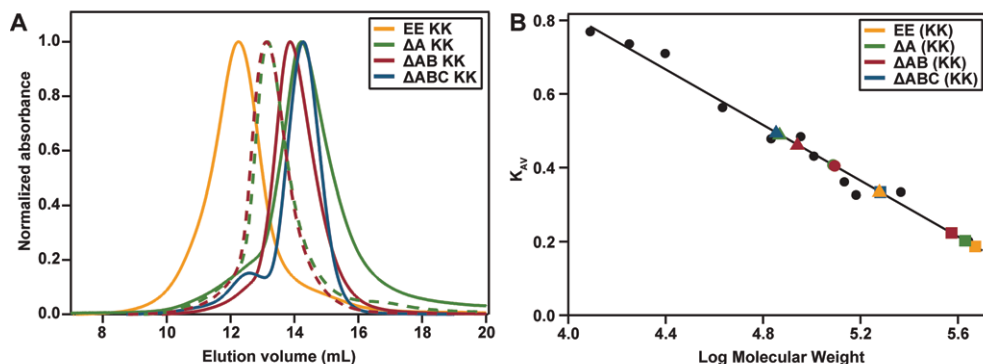 A
EE KK
ΔA KK
ΔAB KK
ΔABC KK
Normalized absorbance
1.0
0.8
0.6
0.4
0.2
0.0
8 10 12 14 16 18 20
Elution volume (mL)
B
EE (KK)
ΔA (KK)
ΔAB (KK)
ΔABC (KK)
K_AV
0.8
0.6
0.4
0.2
0.0
4.0 4.4 4.8 5.2 5.6
Log Molecular Weight